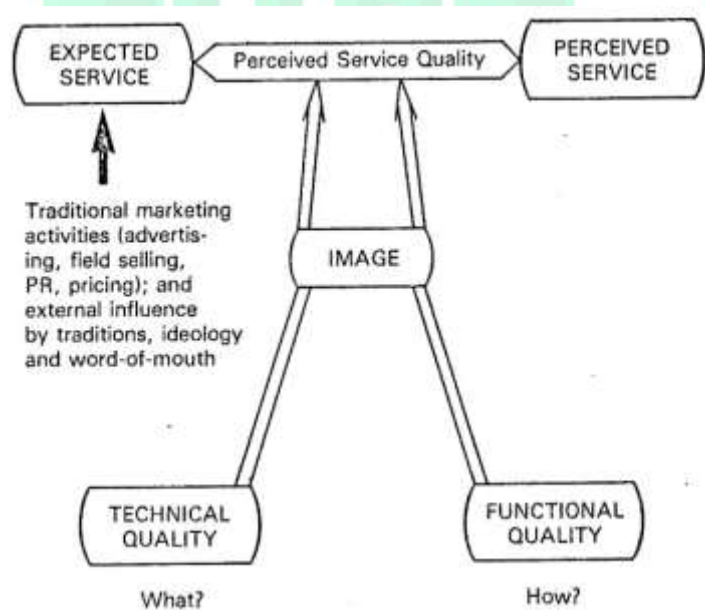 EXPECTED
SERVICE
Perceived Service Quality
PERCEIVED
SERVICE
Traditional marketing
activities (advertis-
ing, field selling,
PR, pricing); and
external influence
by traditions, ideology
and word-of-mouth
IMAGE
TECHNICAL
QUALITY
FUNCTIONAL
QUALITY
What?
How?